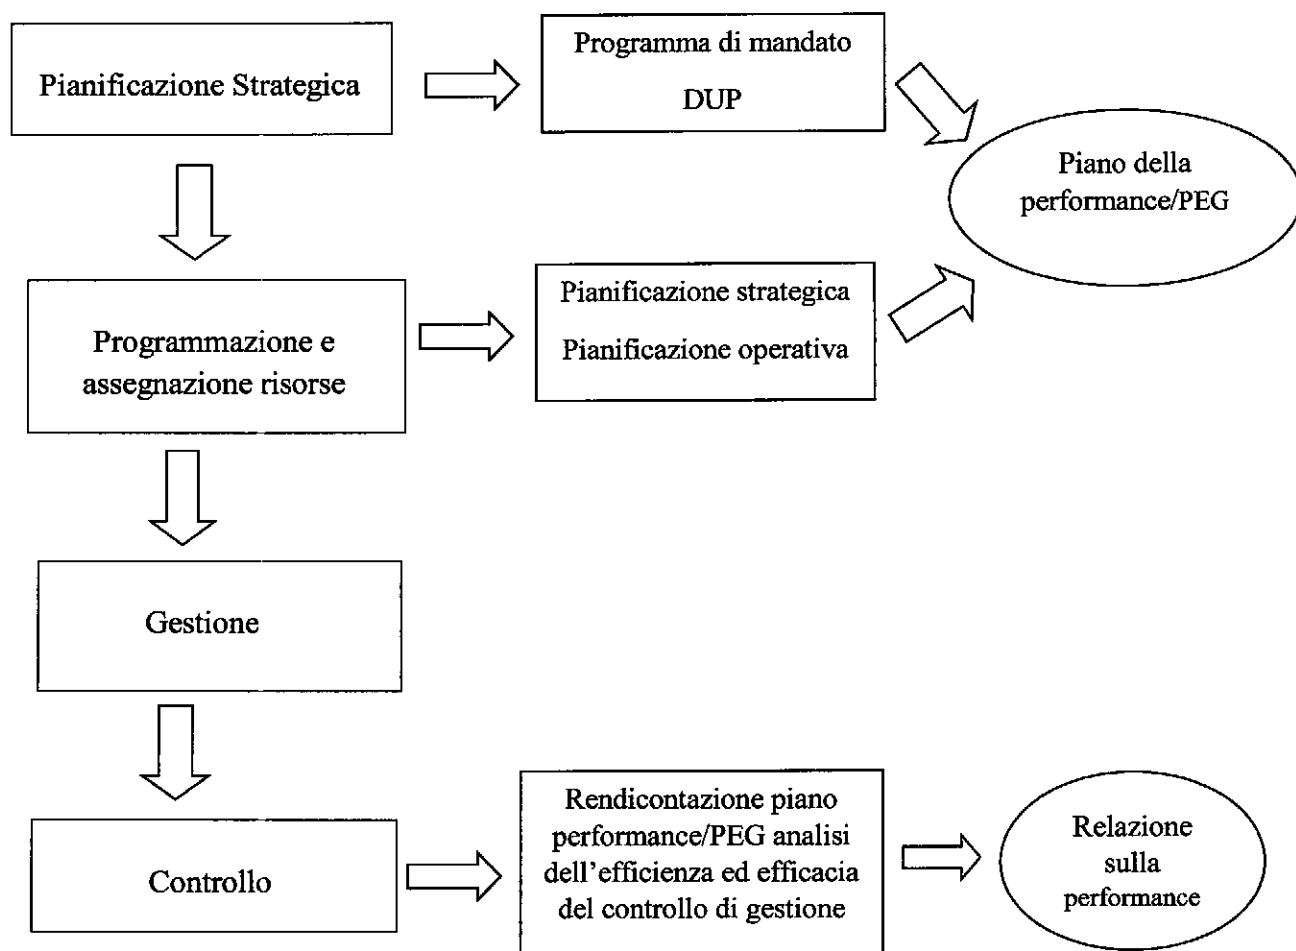 Pianificazione Strategica
Programma di mandato
DUP
Piano della
performance/PEG
Programmazione e
assegnazione risorse
Pianificazione strategica
Pianificazione operativa
Gestione
Controllo
Rendicontazione piano
performance/PEG analisi
dell'efficienza ed efficacia
del controllo di gestione
Relazione
sulla
performance